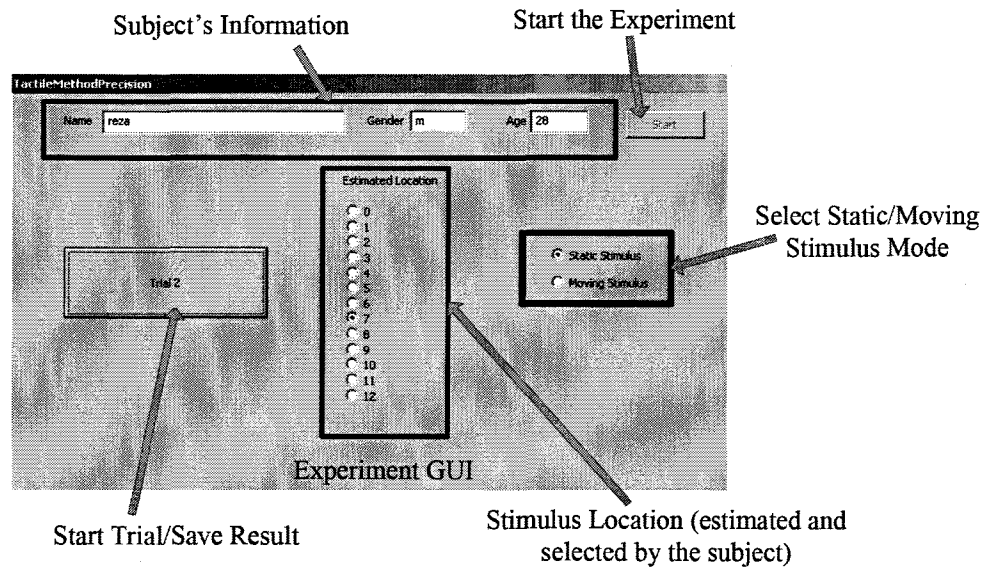 Subject's Information
Start the Experiment
TactileMethodPrecision
Name reza Gender m Age 28 Start
Estimated Location
0
1
2
3
4
5
6
7
8
9
10
11
12
Trial 2
Static Stimulus
Moving Stimulus
Select Static/Moving
Stimulus Mode
Experiment GUI
Start Trial/Save Result
Stimulus Location (estimated and
selected by the subject)